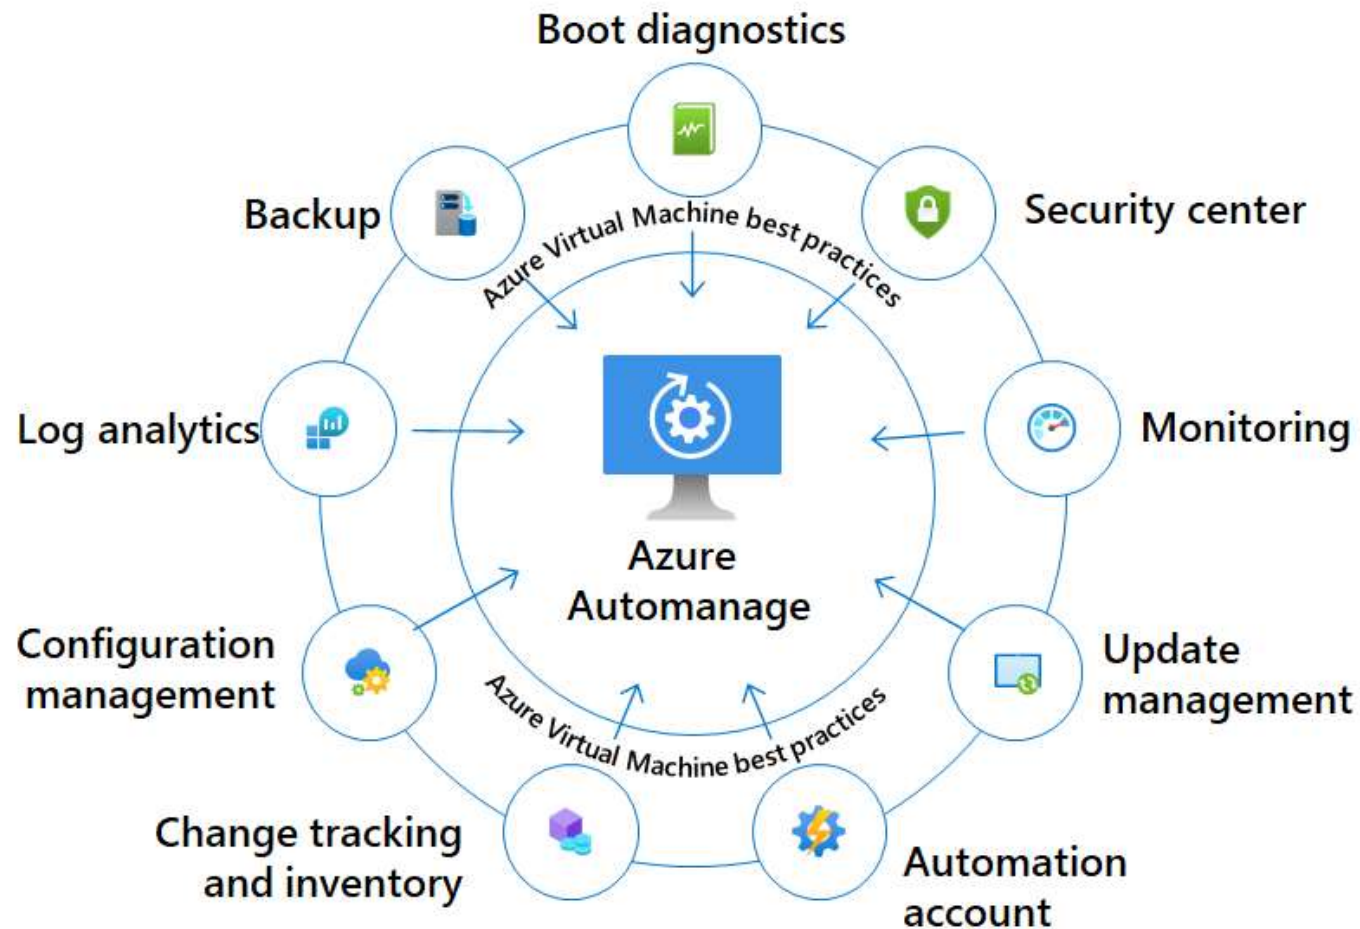 Boot diagnostics
Backup
Security center
Azure Virtual Machine best practices
Log analytics
Monitoring
Azure
Automanage
Configuration
management
Update
management
Azure Virtual Machine best practices
Change tracking
and inventory
Automation
account